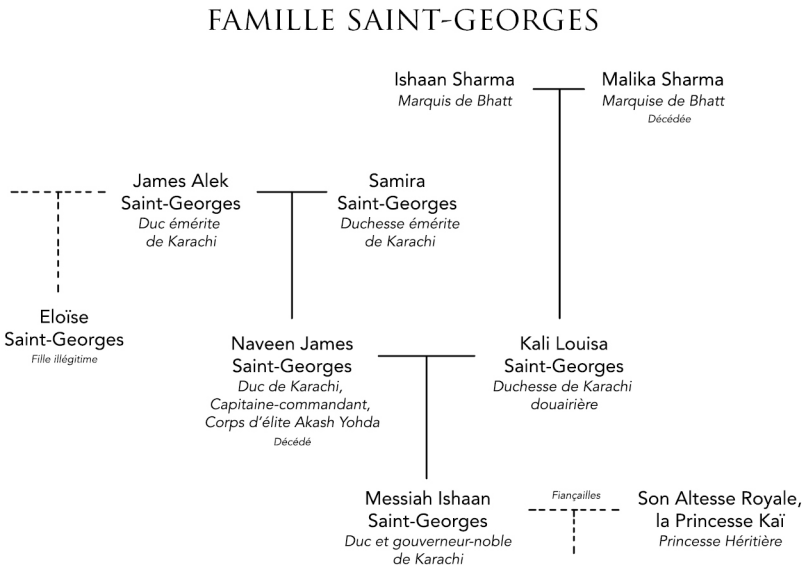 FAMILLE SAINT-GEORGES
Ishaan Sharma
Marquis de Bhatt
Malika Sharma
Marquise de Bhatt
Décédée
James Alek
Saint-Georges
Duc émérite
de Karachi
Samira
Saint-Georges
Duchesse émérite
de Karachi
Eloïse
Saint-Georges
Fille illégitime
Naveen James
Saint-Georges
Duc de Karachi,
Capitaine-commandant,
Corps d'élite Akash Yohda
Décédé
Kali Louisa
Saint-Georges
Duchesse de Karachi
douairière
Messiah Ishaan
Saint-Georges
Duc et gouverneur-noble
de Karachi
Fiançailles
Son Altesse Royale,
la Princesse Kaï
Princesse Héritière